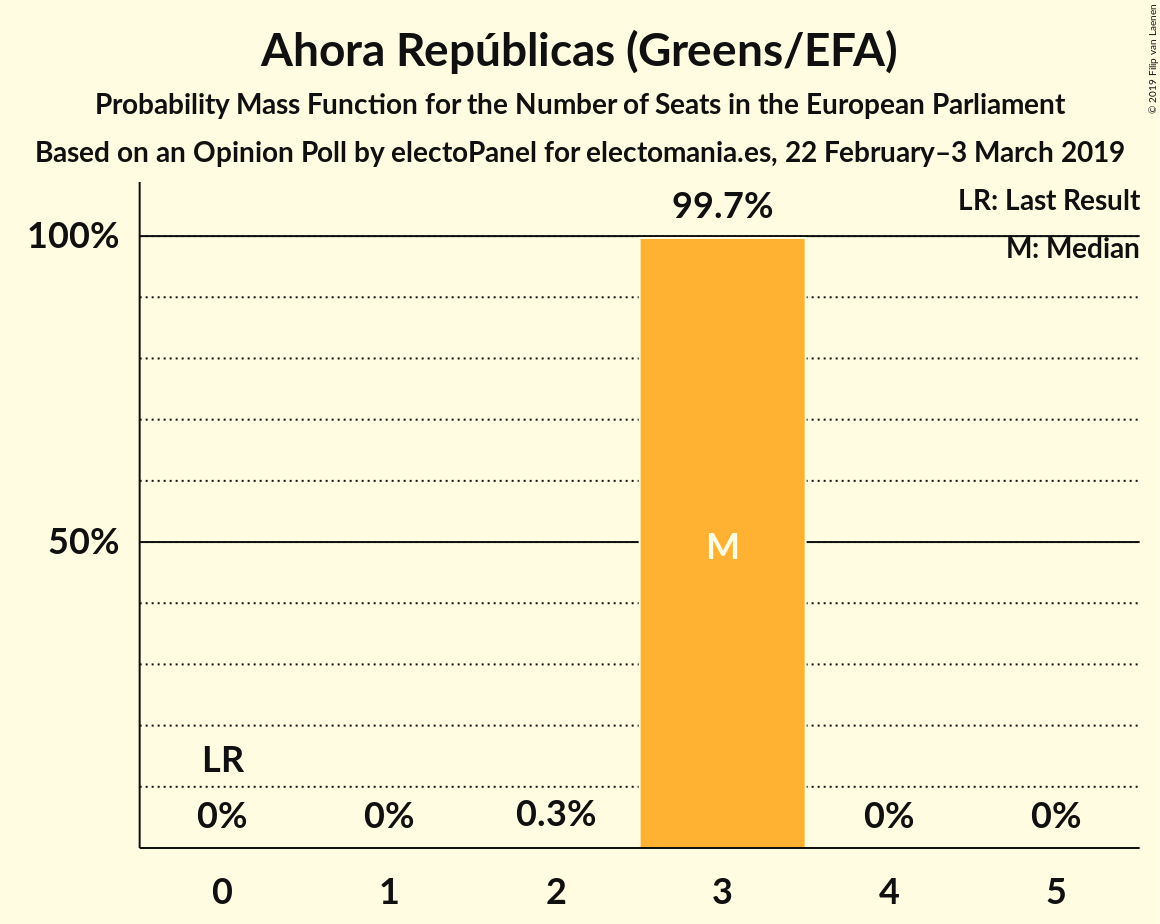 Ahora Repúblicas (Greens/EFA)
Probability Mass Function for the Number of Seats in the European Parliament
Based on an Opinion Poll by electoPanel for electomania.es, 22 February–3 March 2019
© 2019 Filip van Laenen
LR: Last Result
M: Median
99.7%
100%
50%
M
LR
0% 0% 0.3% 0% 0%
0 1 2 3 4 5